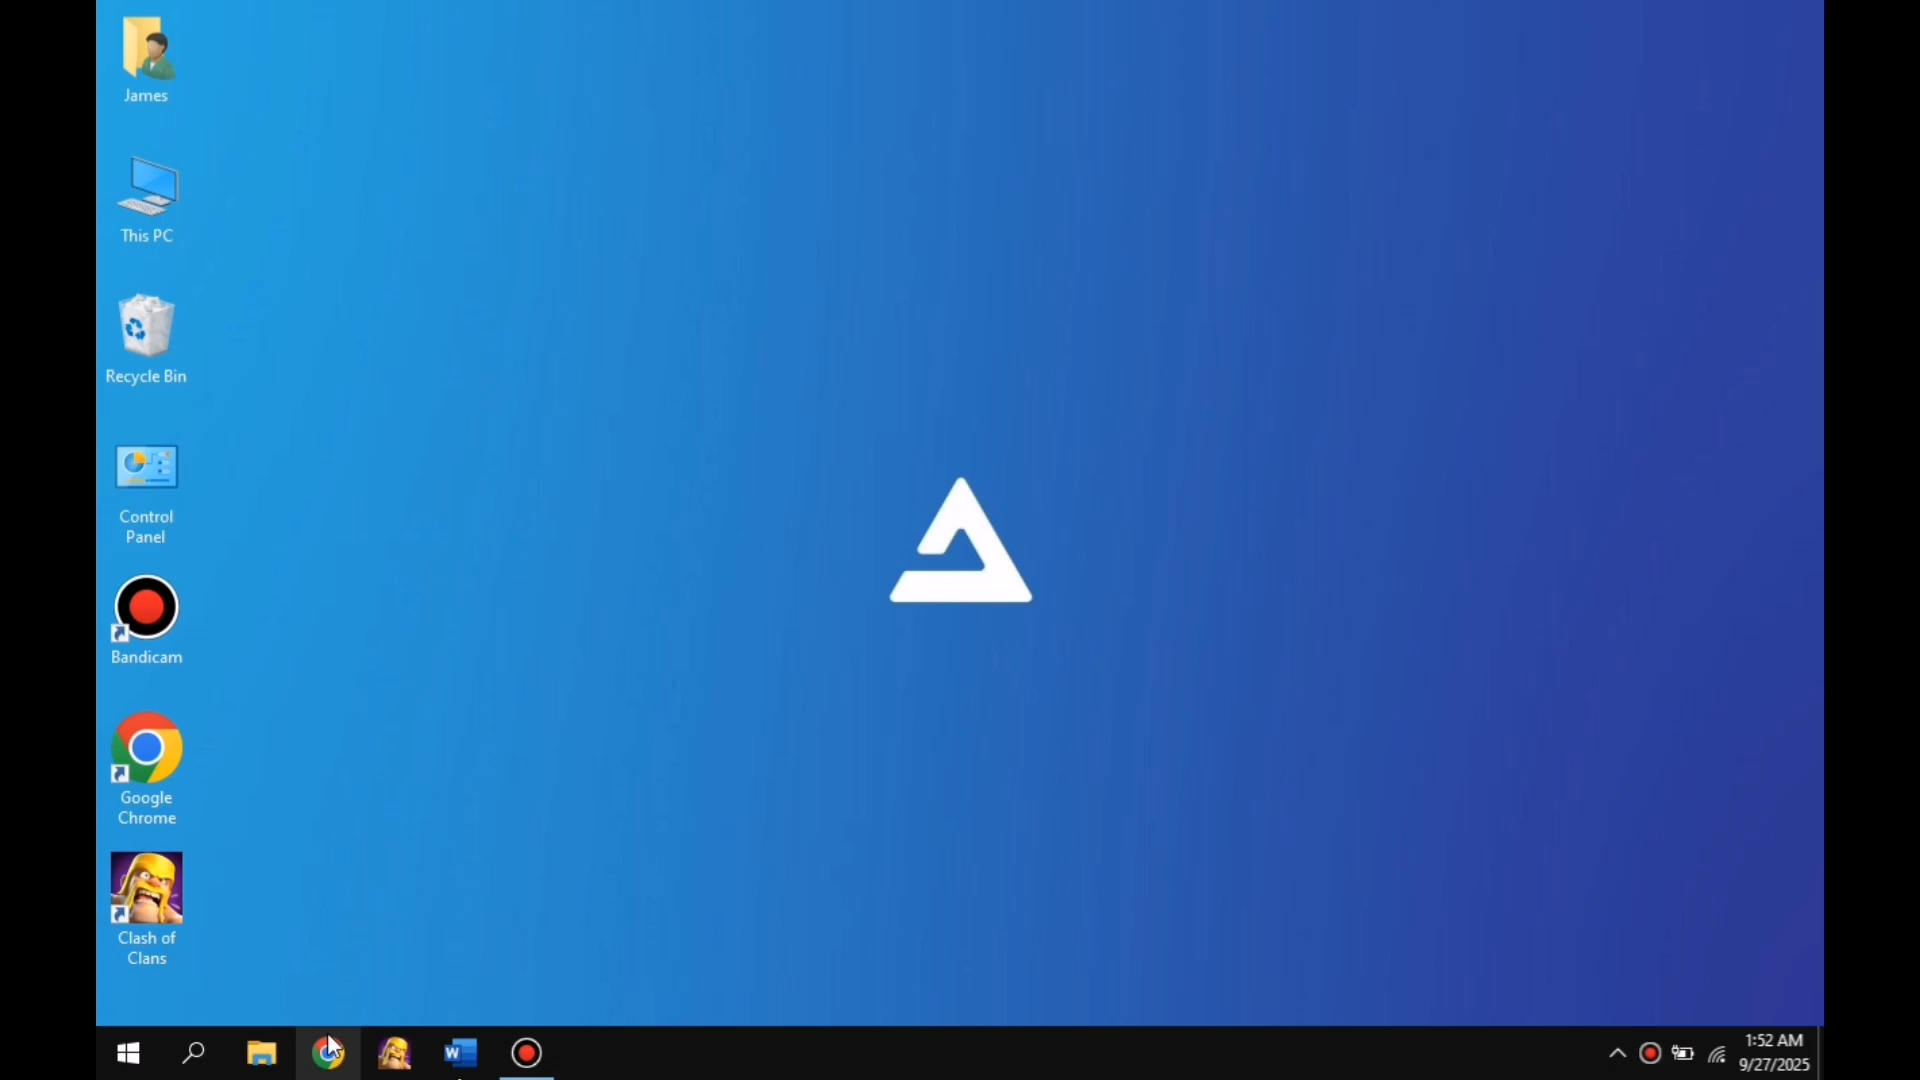 James
This PC
Recycle Bin
Control
Panel
Bandicam
Google
Chrome
Clash of
Clans
W
1:52 AM
9/27/2025